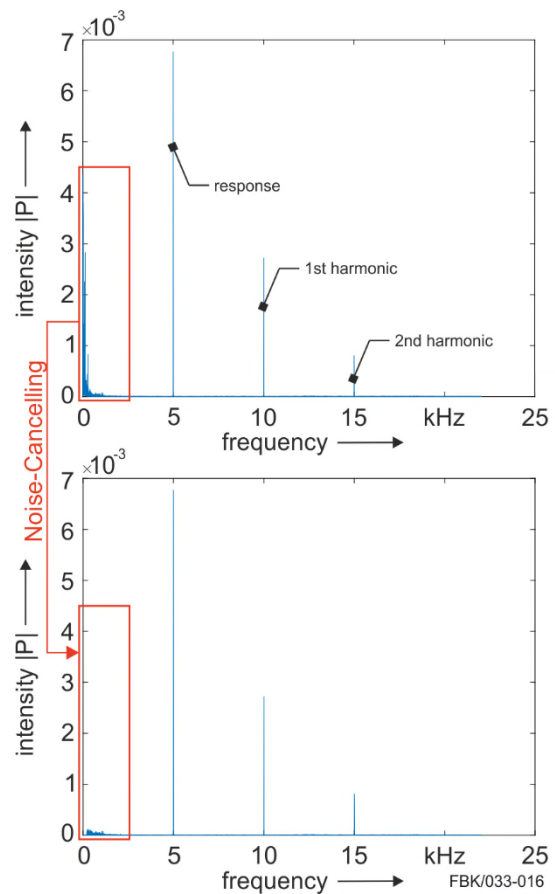 7 ×10⁻³
6
5
4
3
2
1
0
intensity |P|
response
1st harmonic
2nd harmonic
0 5 10 15 kHz 25
frequency
Noise-Cancelling
7 ×10⁻³
6
5
4
3
2
1
0
intensity |P|
0 5 10 15 kHz 25
frequency
FBK/033-016